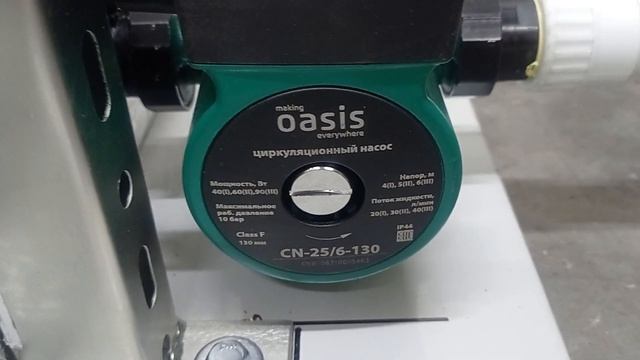 making
oasis
everywhere
циркуляционный насос
Мощность, Вт
40(I),60(II),90(III)
Максимальное
раб. давление
10 бар
Class F
130 мм
Напор, м
4(I), 5(II), 6(III)
Поток жидкости,
л/мин
20(I), 30(II), 40(III)
IP44
EAC
CN-25/6-130